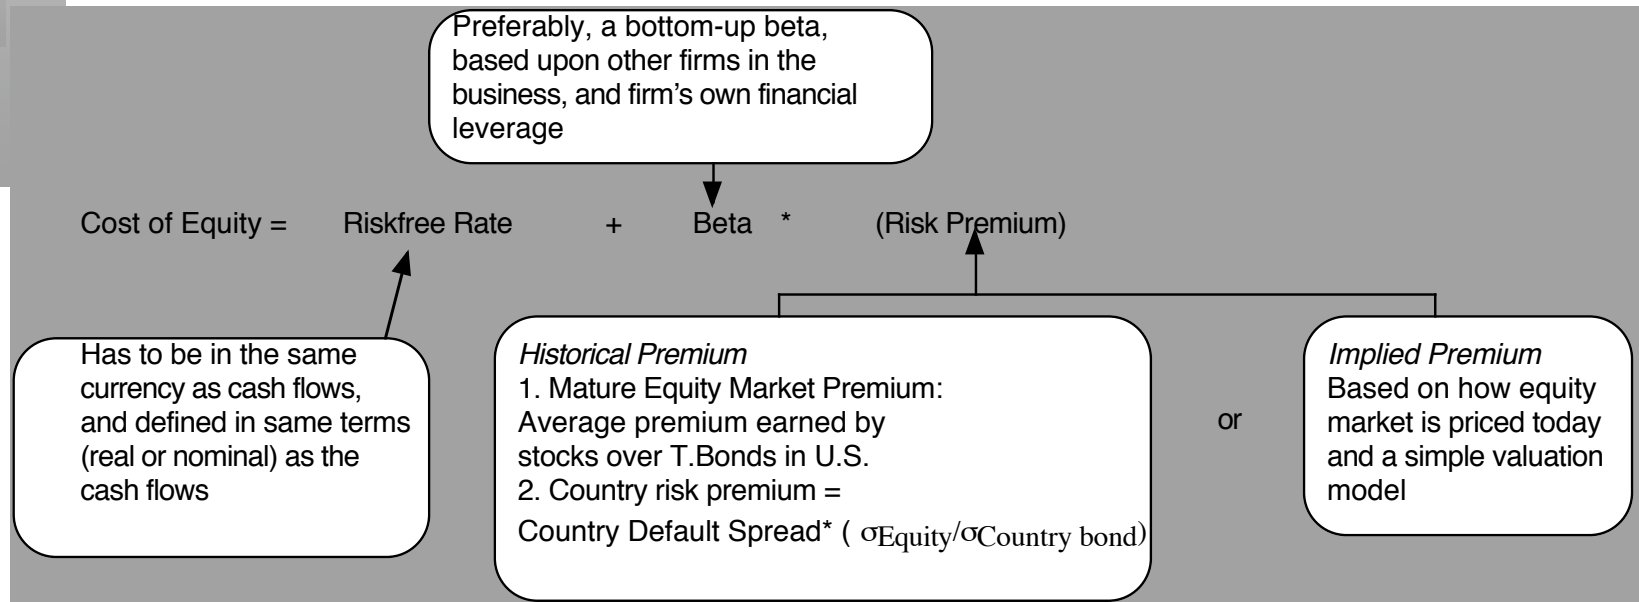 Preferably, a bottom-up beta,
based upon other firms in the
business, and firm's own financial
leverage
Cost of Equity = Riskfree Rate + Beta * (Risk Premium)
Has to be in the same
currency as cash flows,
and defined in same terms
(real or nominal) as the
cash flows
Historical Premium
1. Mature Equity Market Premium:
Average premium earned by
stocks over T.Bonds in U.S.
2. Country risk premium =
Country Default Spread* ( σEquity/σCountry bond)
or
Implied Premium
Based on how equity
market is priced today
and a simple valuation
model